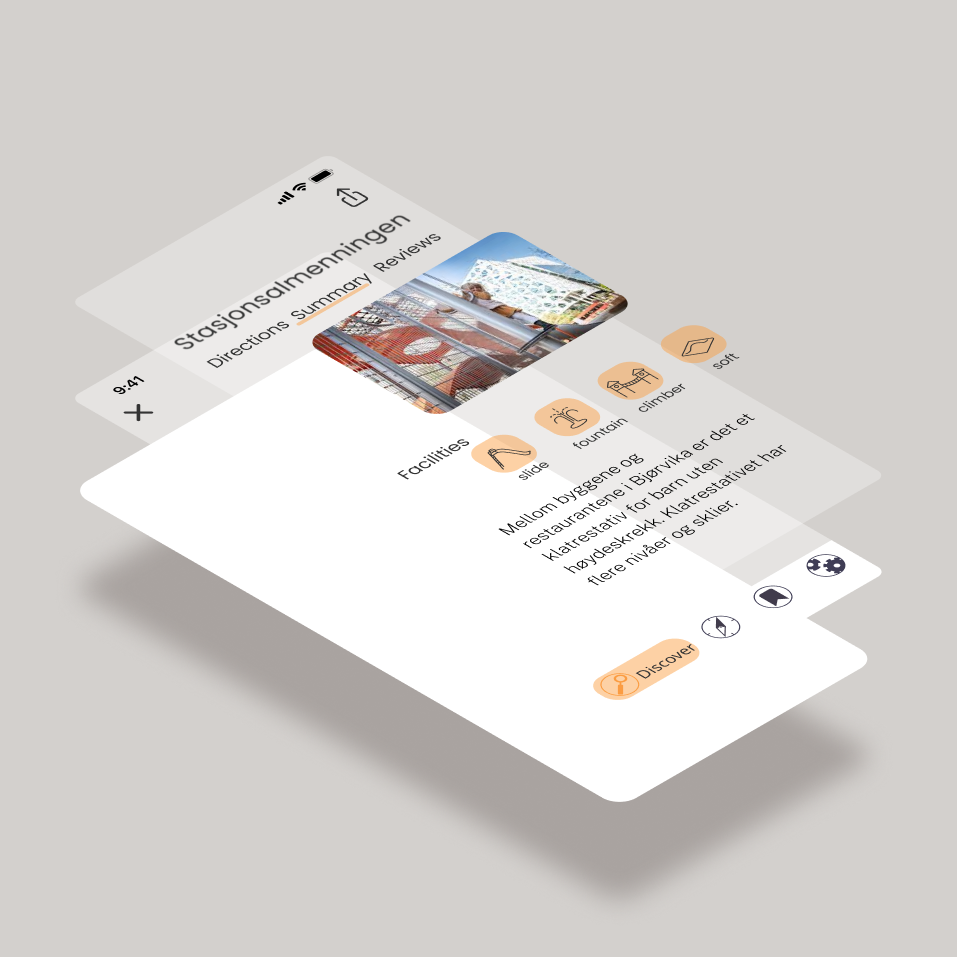 9:41
Stasjonsalmenningen
Directions Summary Reviews
Facilities
slide
fountain
climber
soft
Mellom byggene og
restaurantene i Bjørvika er det et
klatrestativ for barn uten
høydeskrekk. Klatrestativet har
flere nivåer og sklier.
Discover